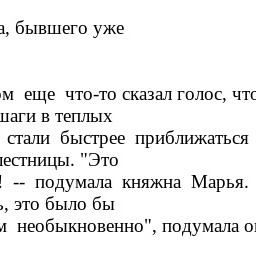 а, бывшего уже
ом еще что-то сказал голос, что
шаги в теплых
стали быстрее приближаться
лестницы. "Это
! -- подумала княжна Марья.
ь, это было бы
м необыкновенно", подумала он